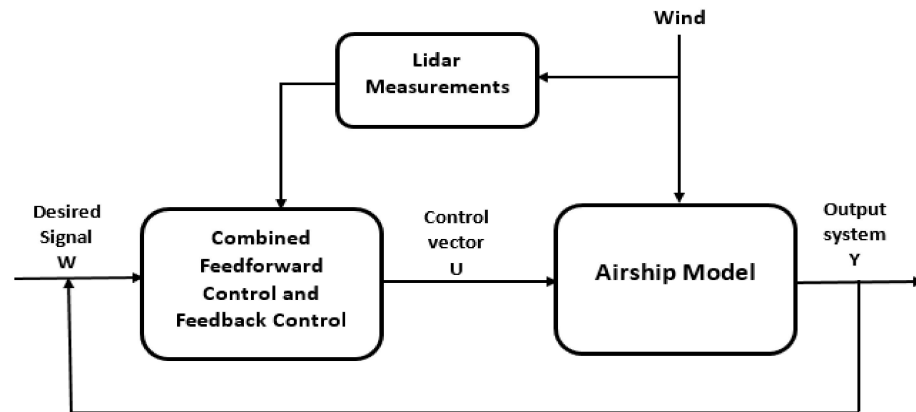 Wind
Lidar
Measurements
Desired
Signal
W
Combined
Feedforward
Control and
Feedback Control
Control
vector
U
Airship Model
Output
system
Y